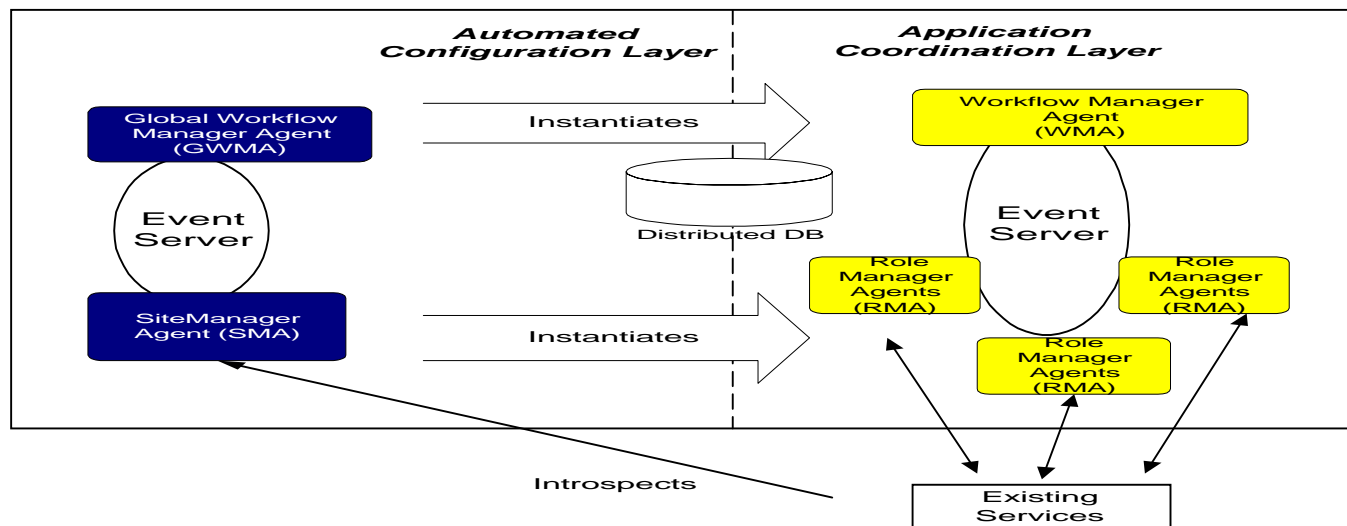 Automated
Configuration Layer
Application
Coordination Layer
Global Workflow
Manager Agent
(GWMA)
Instantiates
Workflow Manager
Agent
(WMA)
Event
Server
Distributed DB
Event
Server
Role
Manager
Agents
(RMA)
Role
Manager
Agents
(RMA)
SiteManager
Agent (SMA)
Instantiates
Role
Manager
Agents
(RMA)
Introspects
Existing
Services